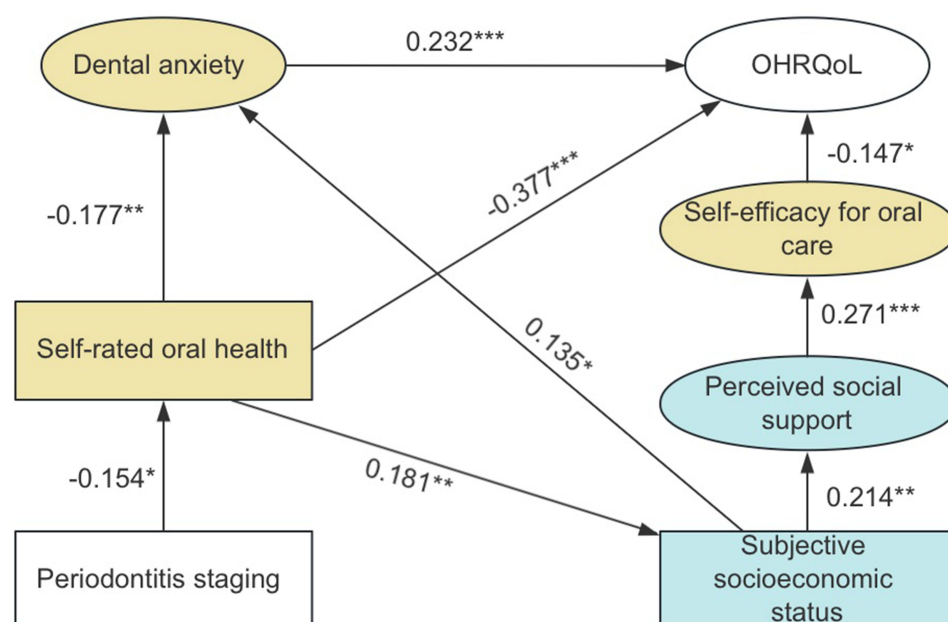 Dental anxiety
0.232***
OHRQoL
-0.177**
-0.377***
-0.147*
Self-efficacy for oral
care
0.271***
Self-rated oral health
0.135*
Perceived social
support
-0.154*
0.181**
0.214**
Periodontitis staging
Subjective
socioeconomic
status